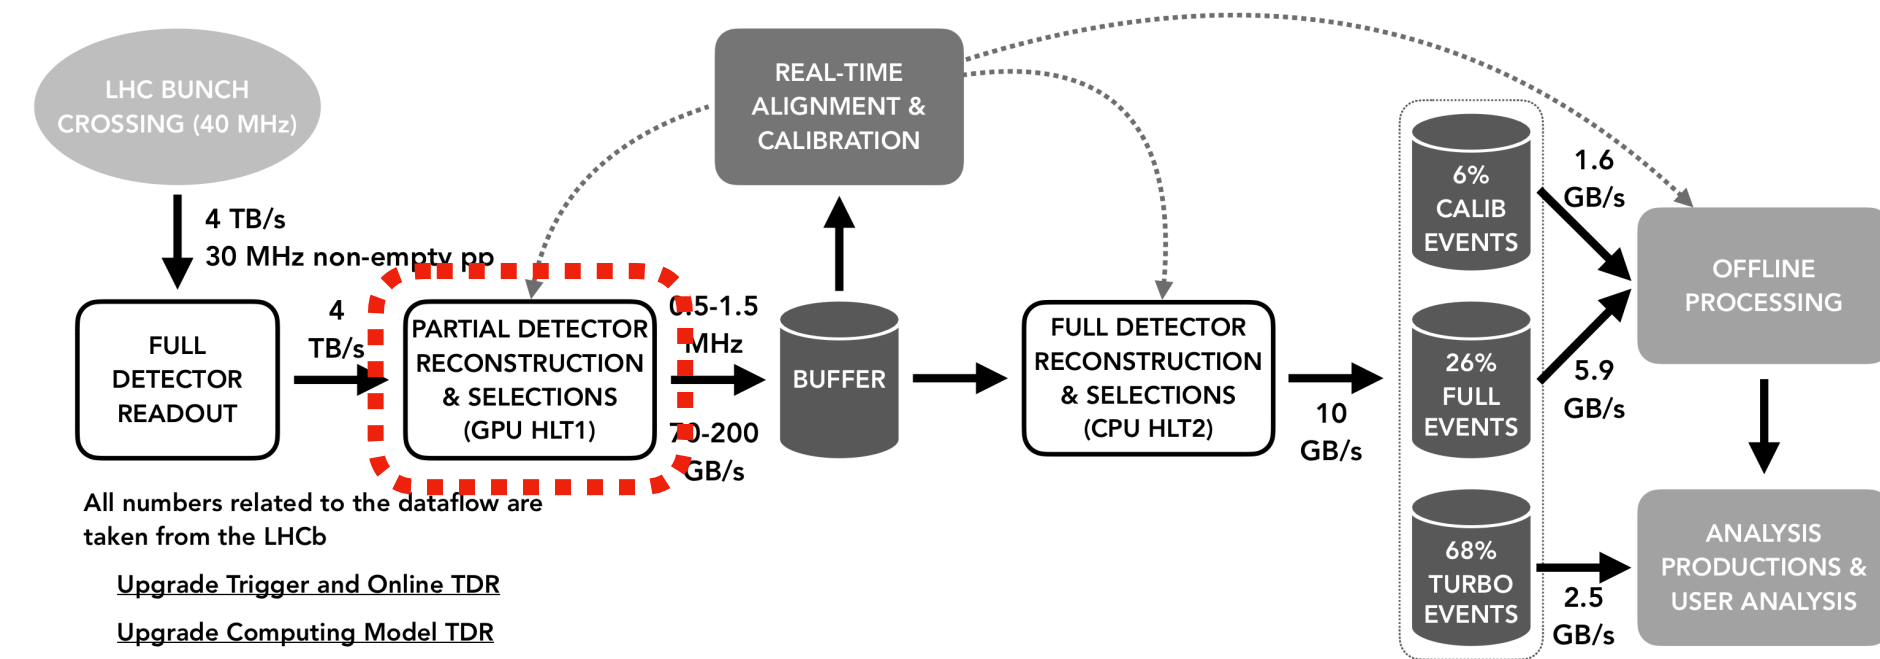 LHC BUNCH
CROSSING (40 MHz)
4 TB/s
30 MHz non-empty pp
FULL
DETECTOR
READOUT
4
TB/s
PARTIAL DETECTOR
RECONSTRUCTION
& SELECTIONS
(GPU HLT1)
0.5-1.5
MHz
70-200
GB/s
REAL-TIME
ALIGNMENT &
CALIBRATION
BUFFER
FULL DETECTOR
RECONSTRUCTION
& SELECTIONS
(CPU HLT2)
10
GB/s
6%
CALIB
EVENTS
1.6
GB/s
26%
FULL
EVENTS
5.9
GB/s
68%
TURBO
EVENTS
2.5
GB/s
OFFLINE
PROCESSING
ANALYSIS
PRODUCTIONS &
USER ANALYSIS
All numbers related to the dataflow are
taken from the LHCb
Upgrade Trigger and Online TDR
Upgrade Computing Model TDR